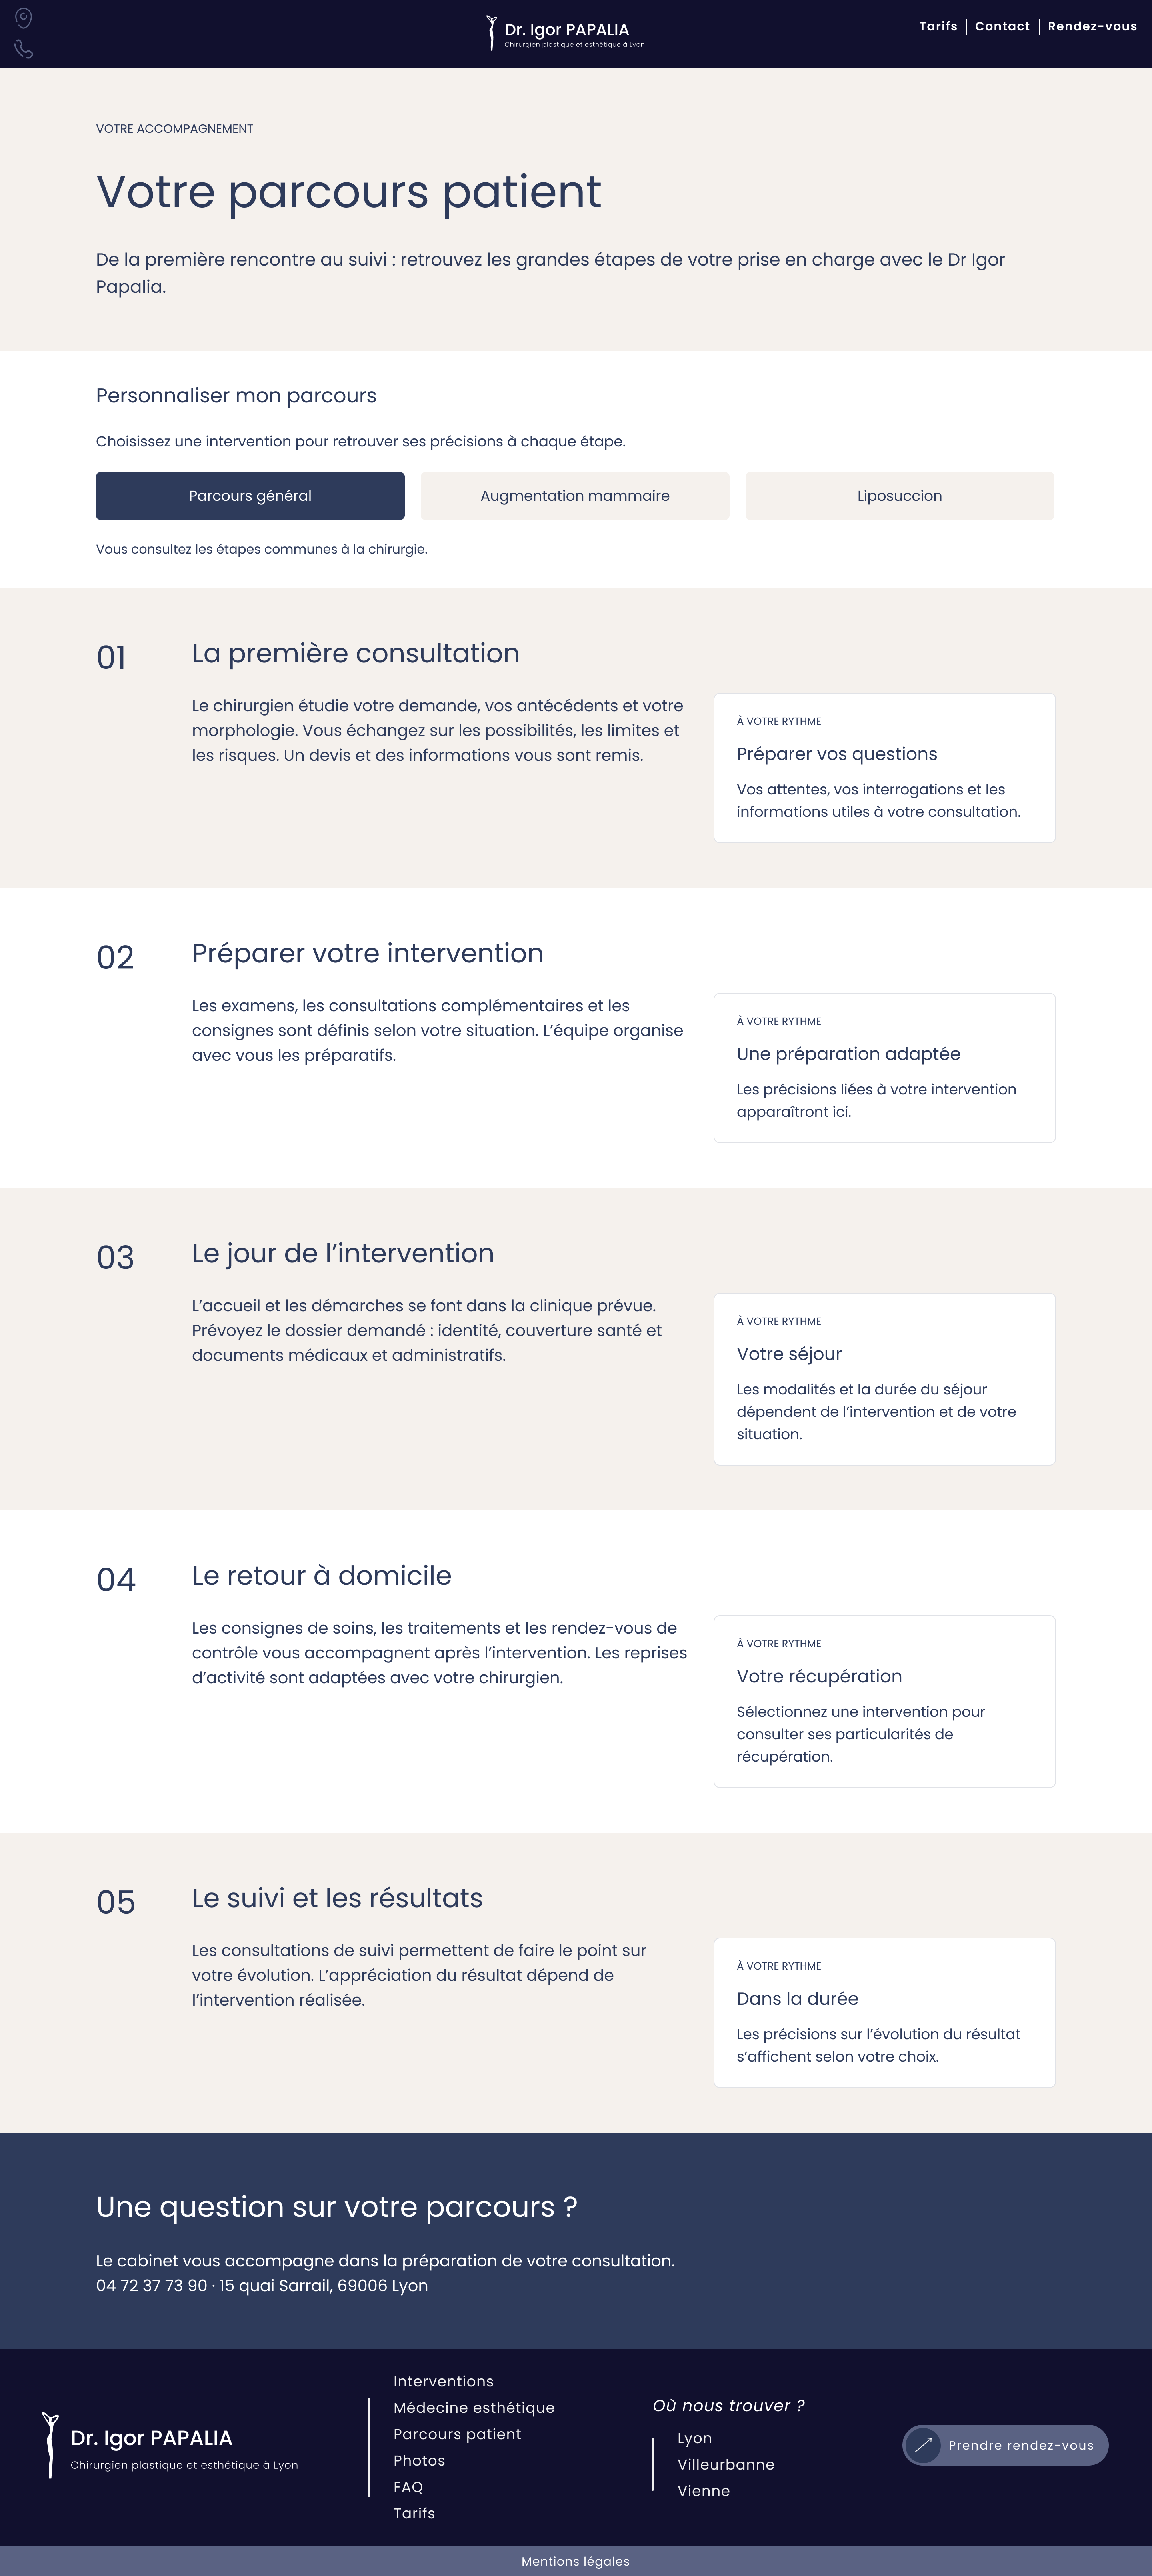 Dr. Igor PAPALIA
Chirurgien plastique et esthétique à Lyon
Tarifs
Contact
Rendez-vous
VOTRE ACCOMPAGNEMENT
Votre parcours patient
De la première rencontre au suivi : retrouvez les grandes étapes de votre prise en charge avec le Dr Igor
Papalia.
Personnaliser mon parcours
Choisissez une intervention pour retrouver ses précisions à chaque étape.
Parcours général
Augmentation mammaire
Liposuccion
Vous consultez les étapes communes à la chirurgie.
01
La première consultation
Le chirurgien étudie votre demande, vos antécédents et votre
morphologie. Vous échangez sur les possibilités, les limites et
les risques. Un devis et des informations vous sont remis.
À VOTRE RYTHME
Préparer vos questions
Vos attentes, vos interrogations et les
informations utiles à votre consultation.
02
Préparer votre intervention
Les examens, les consultations complémentaires et les
consignes sont définis selon votre situation. L’équipe organise
avec vous les préparatifs.
À VOTRE RYTHME
Une préparation adaptée
Les précisions liées à votre intervention
apparaîtront ici.
03
Le jour de l’intervention
L’accueil et les démarches se font dans la clinique prévue.
Prévoyez le dossier demandé : identité, couverture santé et
documents médicaux et administratifs.
À VOTRE RYTHME
Votre séjour
Les modalités et la durée du séjour
dépendent de l’intervention et de votre
situation.
04
Le retour à domicile
Les consignes de soins, les traitements et les rendez-vous de
contrôle vous accompagnent après l’intervention. Les reprises
d’activité sont adaptées avec votre chirurgien.
À VOTRE RYTHME
Votre récupération
Sélectionnez une intervention pour
consulter ses particularités de
récupération.
05
Le suivi et les résultats
Les consultations de suivi permettent de faire le point sur
votre évolution. L’appréciation du résultat dépend de
l’intervention réalisée.
À VOTRE RYTHME
Dans la durée
Les précisions sur l’évolution du résultat
s’affichent selon votre choix.
Une question sur votre parcours ?
Le cabinet vous accompagne dans la préparation de votre consultation.
04 72 37 73 90 · 15 quai Sarrail, 69006 Lyon
Dr. Igor PAPALIA
Chirurgien plastique et esthétique à Lyon
Interventions
Médecine esthétique
Parcours patient
Photos
FAQ
Tarifs
Où nous trouver ?
Lyon
Villeurbanne
Vienne
Prendre rendez-vous
Mentions légales